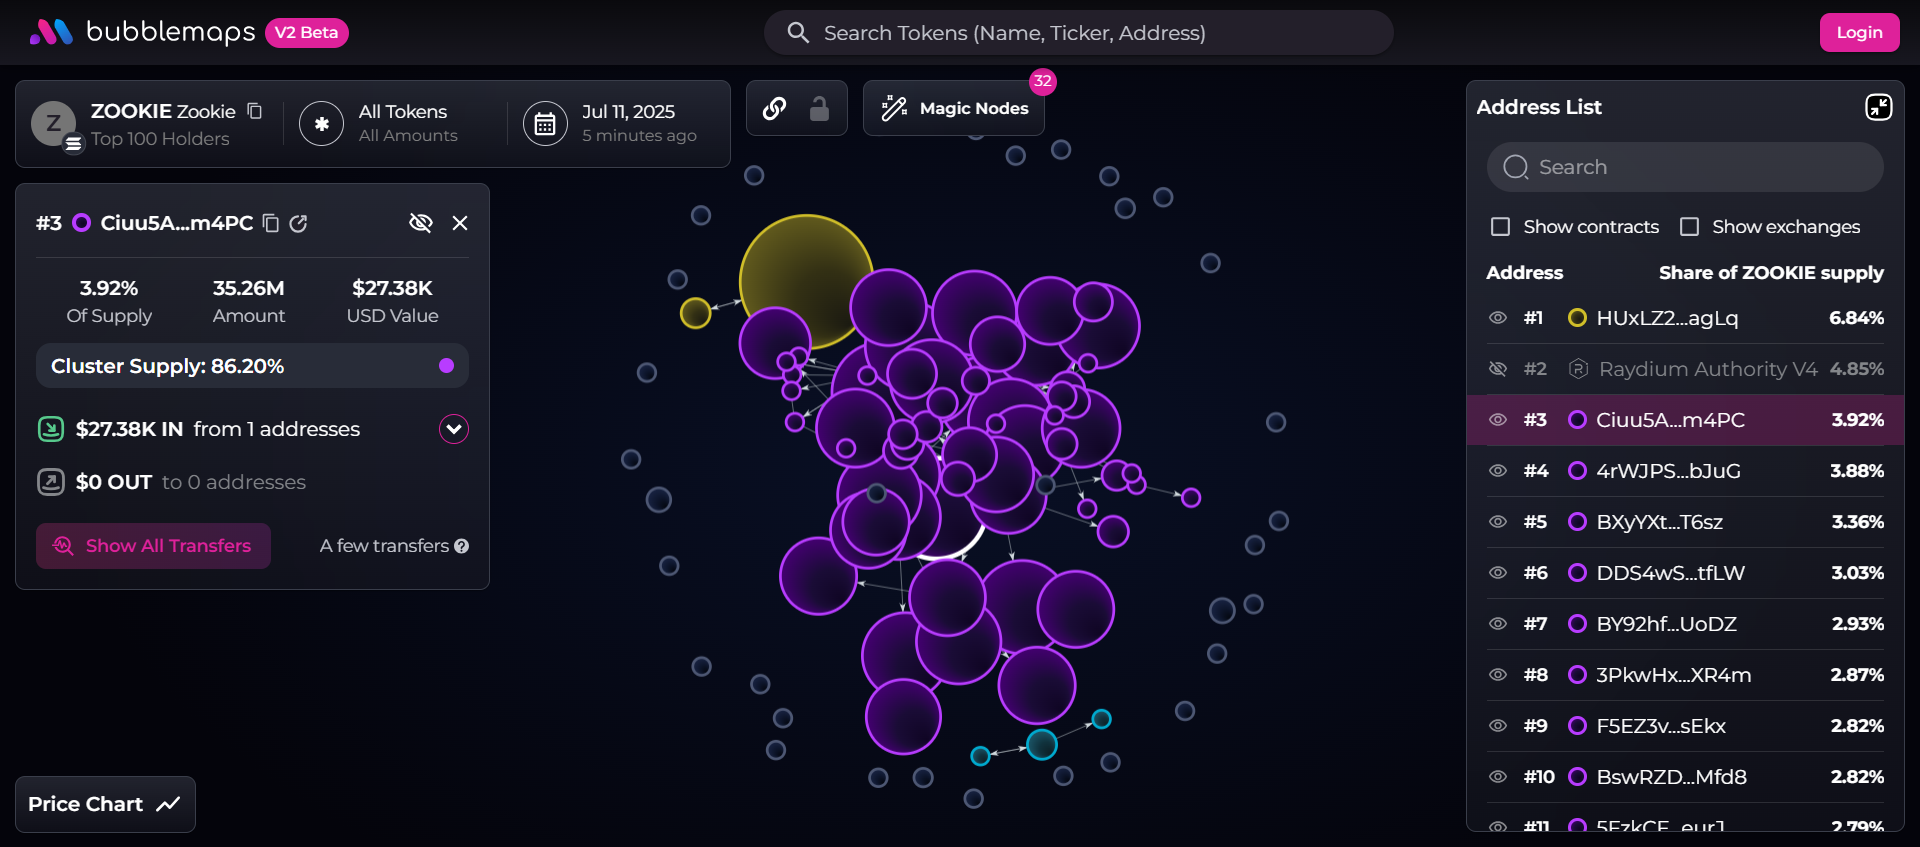 bubblemaps V2 Beta
Search Tokens (Name, Ticker, Address)
Login
Z
ZOOKIE Zookie
Top 100 Holders
All Tokens
All Amounts
Jul 11, 2025
5 minutes ago
Magic Nodes
32
#3 Ciuu5A...m4PC
3.92%
Of Supply
35.26M
Amount
$27.38K
USD Value
Cluster Supply: 86.20%
$27.38K IN from 1 addresses
$0 OUT to 0 addresses
Show All Transfers
A few transfers ?
Price Chart
Address List
Search
Show contracts
Show exchanges
Address Share of ZOOKIE supply
#1 HUxLZ2...agLq 6.84%
#2 Raydium Authority V4 4.85%
#3 Ciuu5A...m4PC 3.92%
#4 4rWJPS...bJuG 3.88%
#5 BXyYXt...T6sz 3.36%
#6 DDS4wS...tfLW 3.03%
#7 BY92hf...UoDZ 2.93%
#8 3PkwHx...XR4m 2.87%
#9 F5EZ3v...sEkx 2.82%
#10 BswRZD...Mfd8 2.82%
#11 2.79%